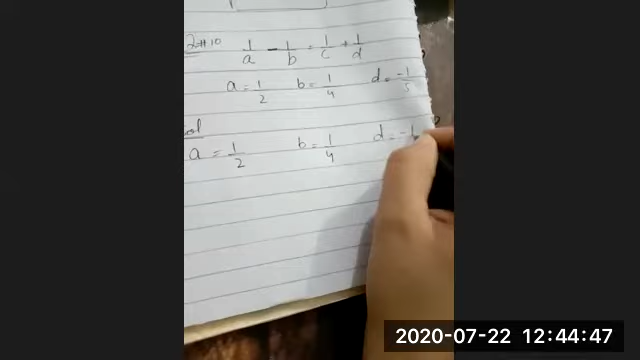 2#10 1/a - 1/b = 1/c + 1/d
a = 1/2 b = 1/4 d = -1/5
Sol
a = 1/2 b = 1/4 d = -1
2020-07-22 12:44:47